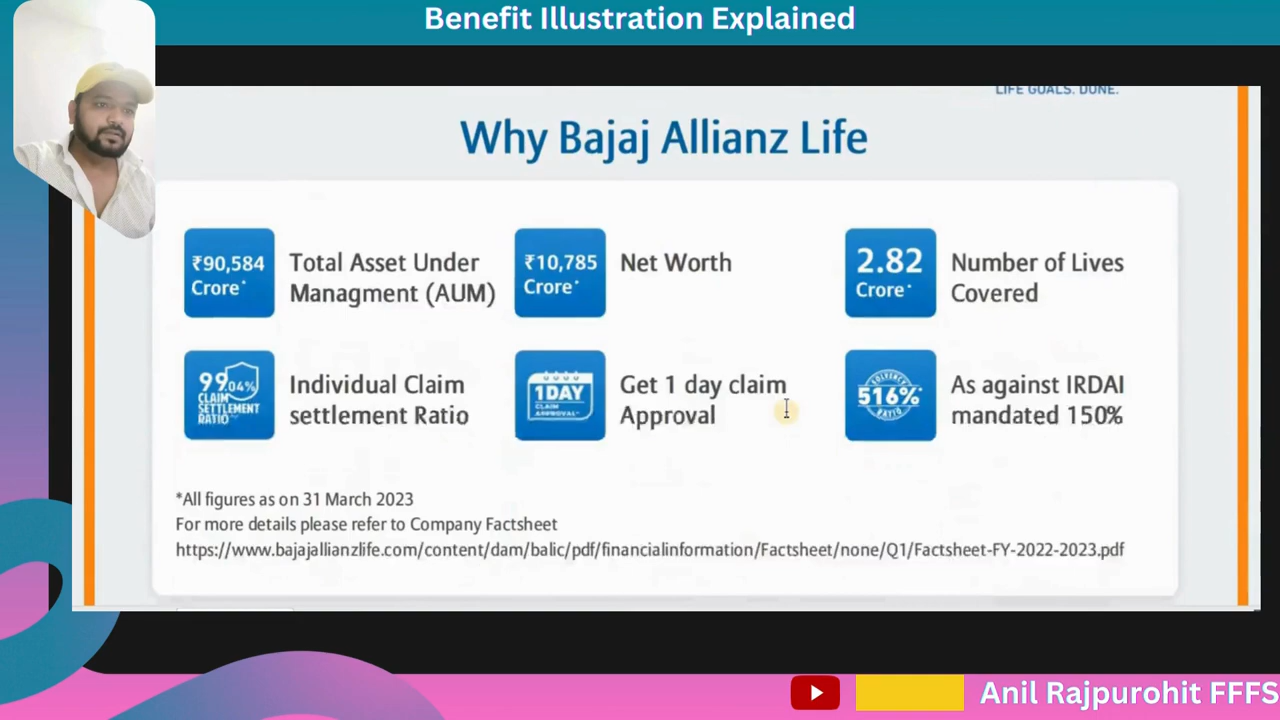 Benefit Illustration Explained
LIFE GOALS. DONE.
Why Bajaj Allianz Life
₹90,584
Crore*
Total Asset Under
Managment (AUM)
₹10,785
Crore*
Net Worth
2.82
Crore*
Number of Lives
Covered
99.04%
CLAIM
SETTLEMENT
RATIO
Individual Claim
settlement Ratio
1DAY
CLAIM
APPROVAL*
Get 1 day claim
Approval
SOLVENCY
516%*
RATIO
As against IRDAI
mandated 150%
*All figures as on 31 March 2023
For more details please refer to Company Factsheet
https://www.bajajallianzlife.com/content/dam/balic/pdf/financialinformation/Factsheet/none/Q1/Factsheet-FY-2022-2023.pdf
Anil Rajpurohit FFFS